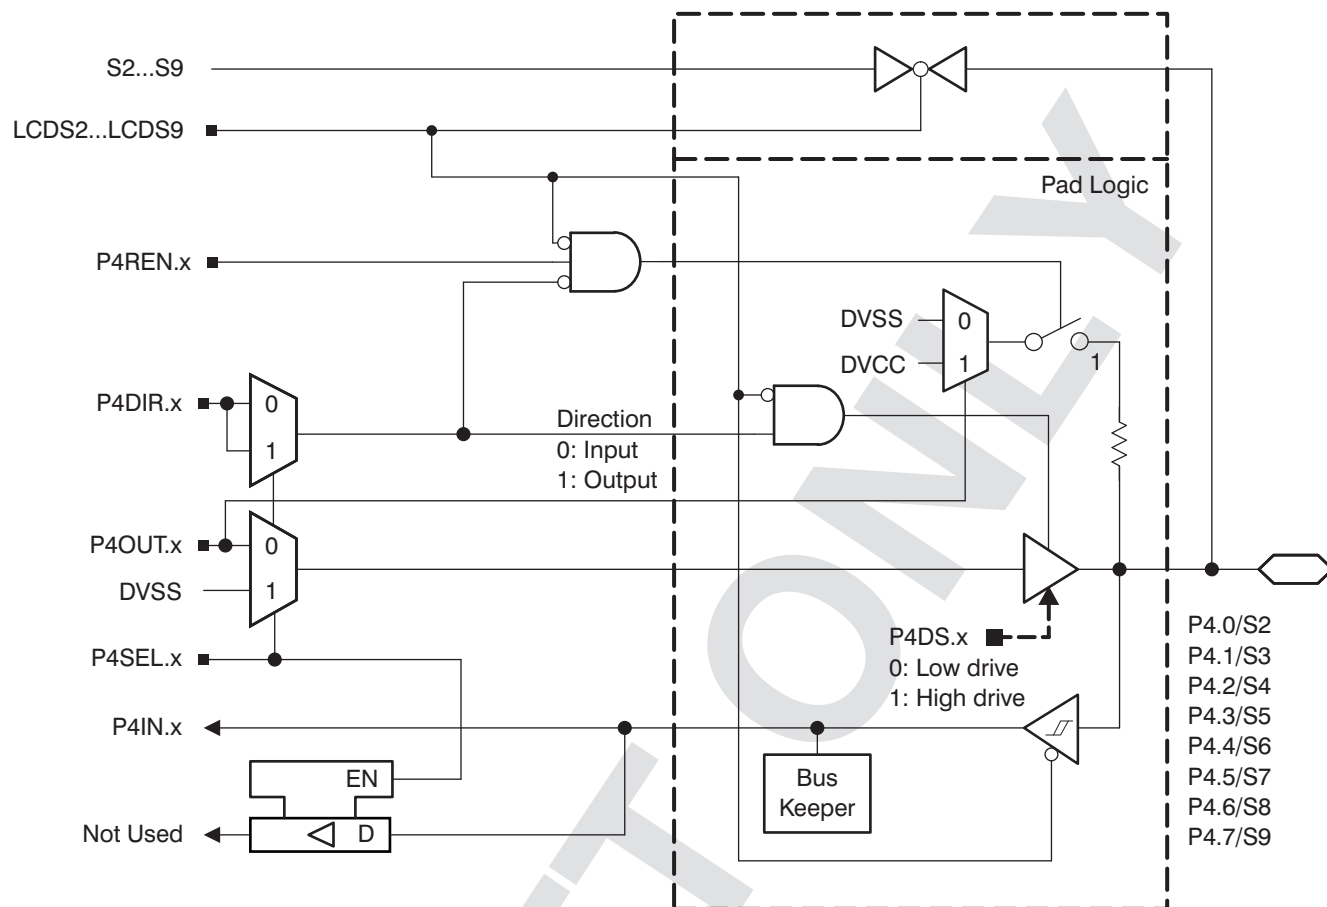 S2...S9
LCDS2...LCDS9
Pad Logic
P4REN.x
DVSS
0
DVCC
1
1
P4DIR.x
0
1
Direction
0: Input
1: Output
P4OUT.x
0
DVSS
1
P4DS.x
0: Low drive
1: High drive
P4SEL.x
P4IN.x
Bus
Keeper
EN
D
Not Used
P4.0/S2
P4.1/S3
P4.2/S4
P4.3/S5
P4.4/S6
P4.5/S7
P4.6/S8
P4.7/S9
T ONLY